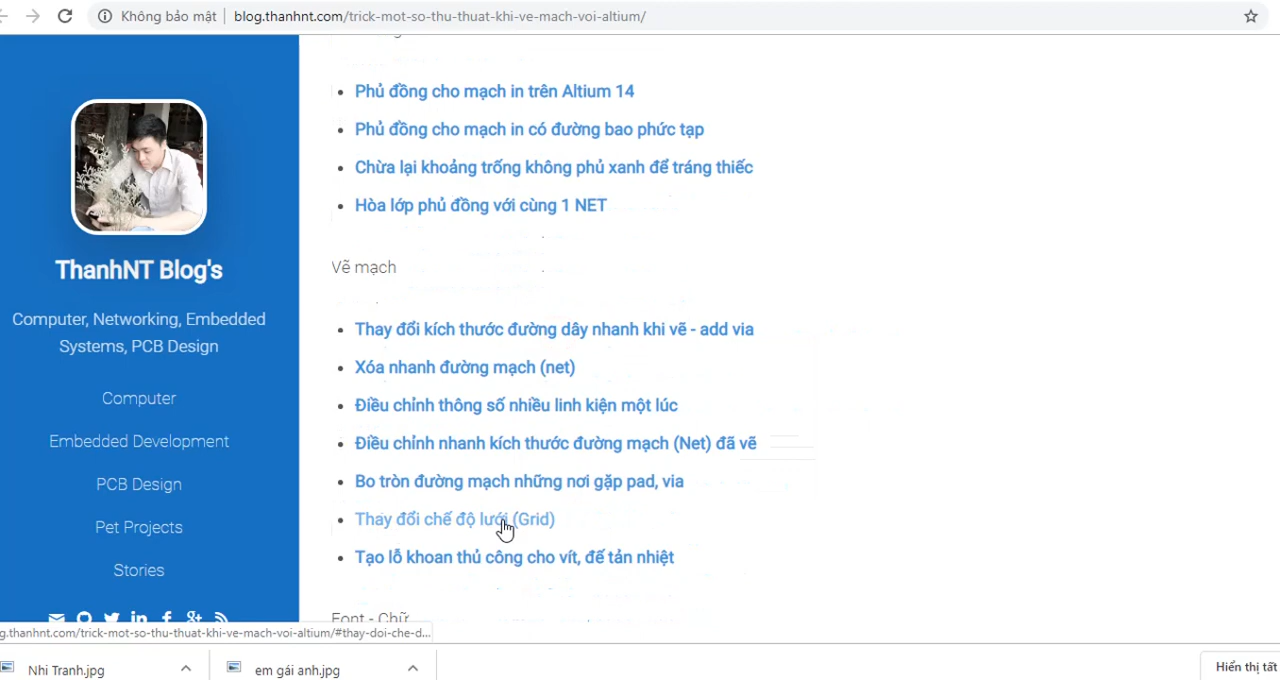 Không bảo mật
blog.thanhnt.com/trick-mot-so-thu-thuat-khi-ve-mach-voi-altium/
ThanhNT Blog's
Computer, Networking, Embedded
Systems, PCB Design
Computer
Embedded Development
PCB Design
Pet Projects
Stories
Phủ đồng cho mạch in trên Altium 14
Phủ đồng cho mạch in có đường bao phức tạp
Chừa lại khoảng trống không phủ xanh để tráng thiếc
Hòa lớp phủ đồng với cùng 1 NET
Vẽ mạch
Thay đổi kích thước đường dây nhanh khi vẽ - add via
Xóa nhanh đường mạch (net)
Điều chỉnh thông số nhiều linh kiện một lúc
Điều chỉnh nhanh kích thước đường mạch (Net) đã vẽ
Bo tròn đường mạch những nơi gặp pad, via
Thay đổi chế độ lưới (Grid)
Tạo lỗ khoan thủ công cho vít, đế tản nhiệt
Font - Chữ
g.thanhnt.com/trick-mot-so-thu-thuat-khi-ve-mach-voi-altium/#thay-doi-che-d...
Nhi Tranh.jpg
em gái anh.jpg
Hiển thị tất